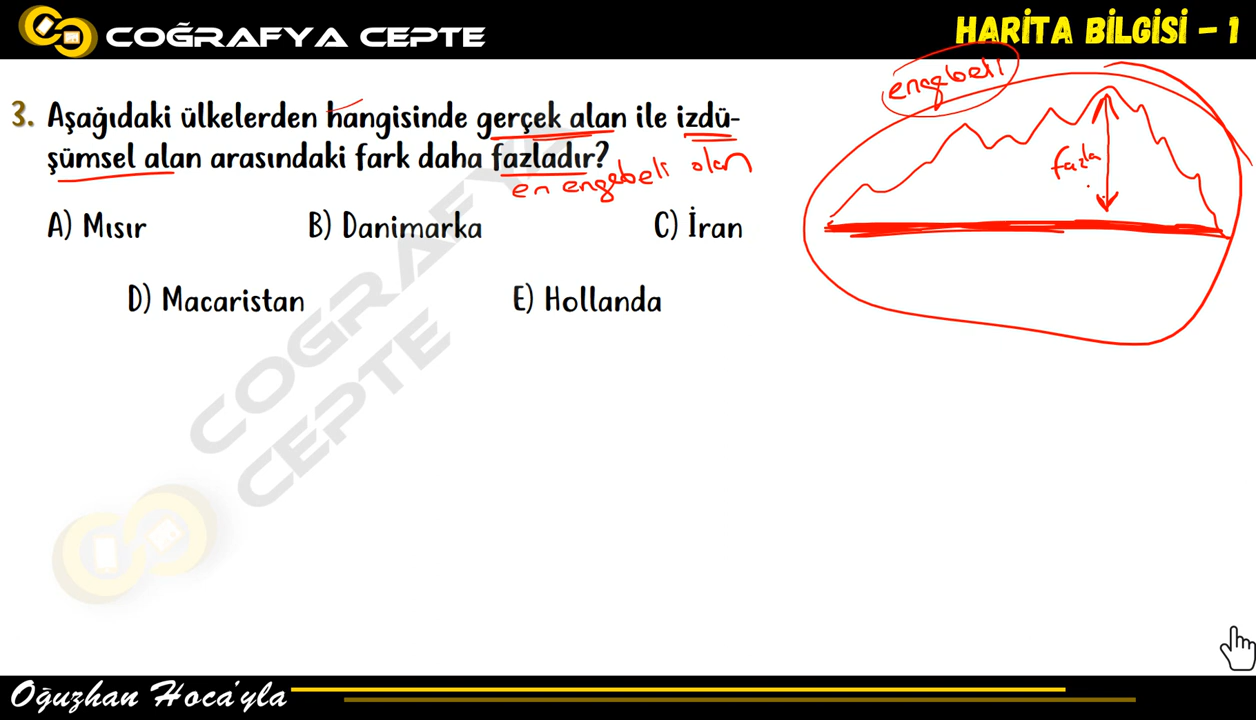 COĞRAFYA CEPTE
HARİTA BİLGİSİ – 1
3. Aşağıdaki ülkelerden hangisinde gerçek alan ile izdü-
şümsel alan arasındaki fark daha fazladır?
en engebeli olan
A) Mısır B) Danimarka C) İran
D) Macaristan E) Hollanda
engebeli
fazla
COĞRAFYA
CEPTE
Oğuzhan Hoca'yla